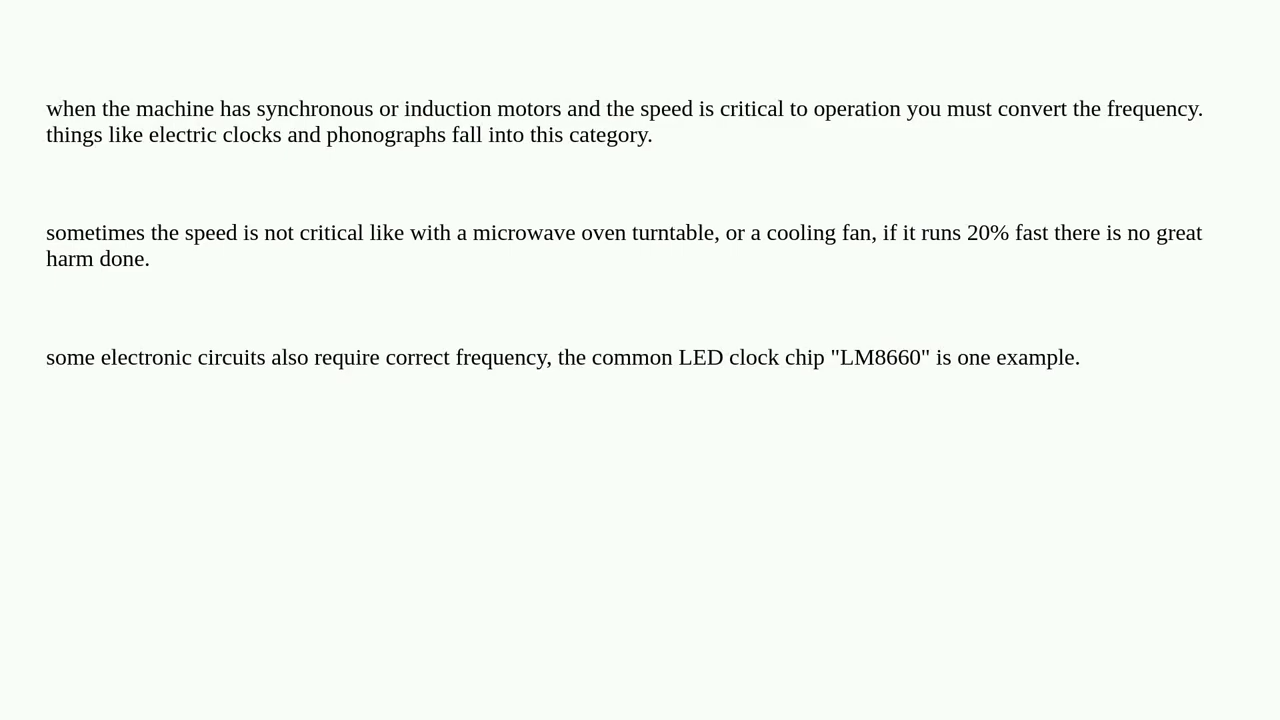 when the machine has synchronous or induction motors and the speed is critical to operation you must convert the frequency.
things like electric clocks and phonographs fall into this category.
sometimes the speed is not critical like with a microwave oven turntable, or a cooling fan, if it runs 20% fast there is no great
harm done.
some electronic circuits also require correct frequency, the common LED clock chip "LM8660" is one example.